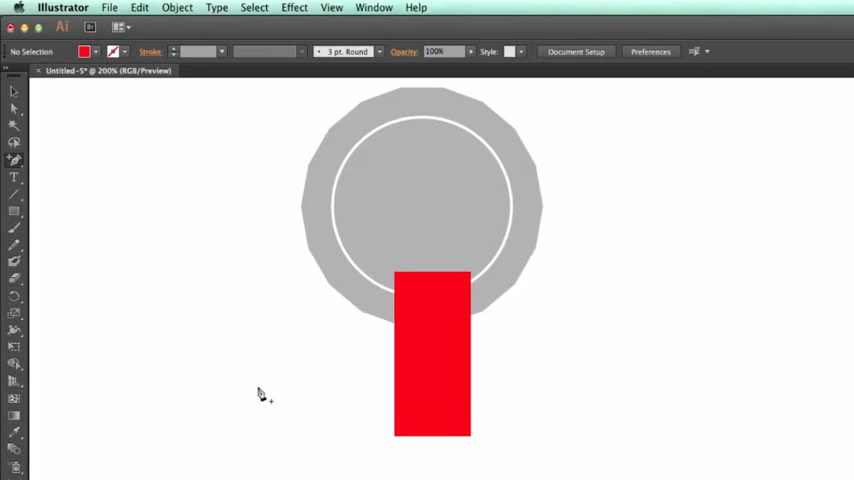 Illustrator File Edit Object Type Select Effect View Window Help
Ai Br
No Selection Stroke: 3 pt. Round Opacity: 100% Style: Document Setup Preferences
× Untitled-5* @ 200% (RGB/Preview)
T